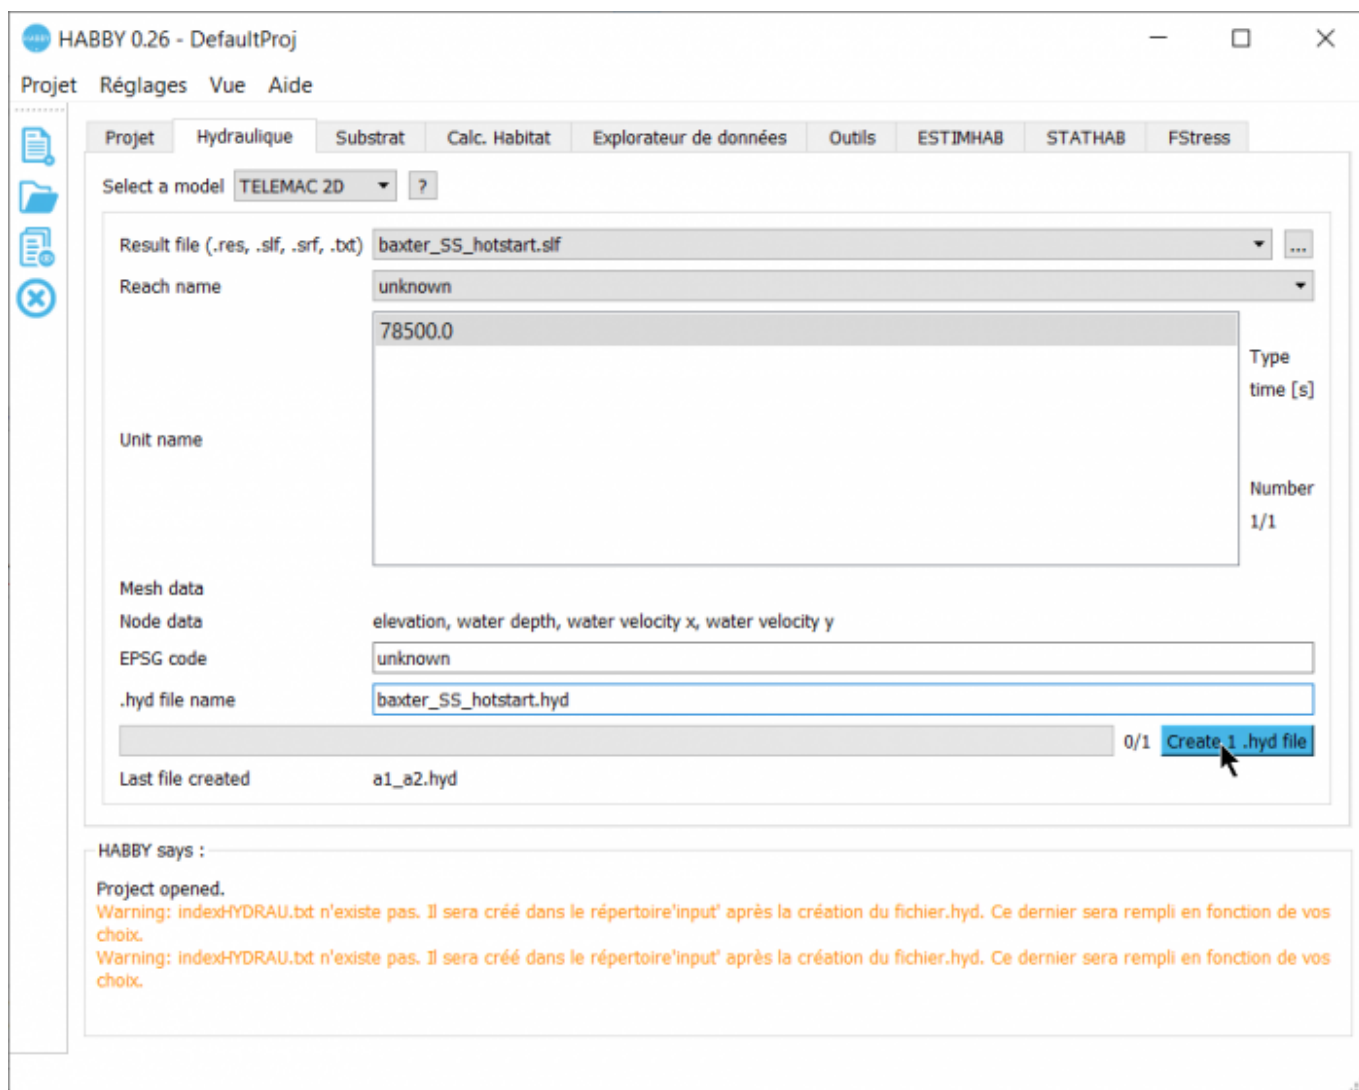 HABBY 0.26 - DefaultProj
Projet Réglages Vue Aide
Projet Hydraulique Substrat Calc. Habitat Explorateur de données Outils ESTIMHAB STATHAB FStress
Select a model TELEMAC 2D ?
Result file (.res, .slf, .srf, .txt) baxter_SS_hotstart.slf ...
Reach name unknown
78500.0
Type
time [s]
Unit name
Number
1/1
Mesh data
Node data elevation, water depth, water velocity x, water velocity y
EPSG code unknown
.hyd file name baxter_SS_hotstart.hyd
0/1 Create 1 .hyd file
Last file created a1_a2.hyd
HABBY says :
Project opened.
Warning: indexHYDRAU.txt n'existe pas. Il sera créé dans le répertoire'input' après la création du fichier.hyd. Ce dernier sera rempli en fonction de vos
choix.
Warning: indexHYDRAU.txt n'existe pas. Il sera créé dans le répertoire'input' après la création du fichier.hyd. Ce dernier sera rempli en fonction de vos
choix.